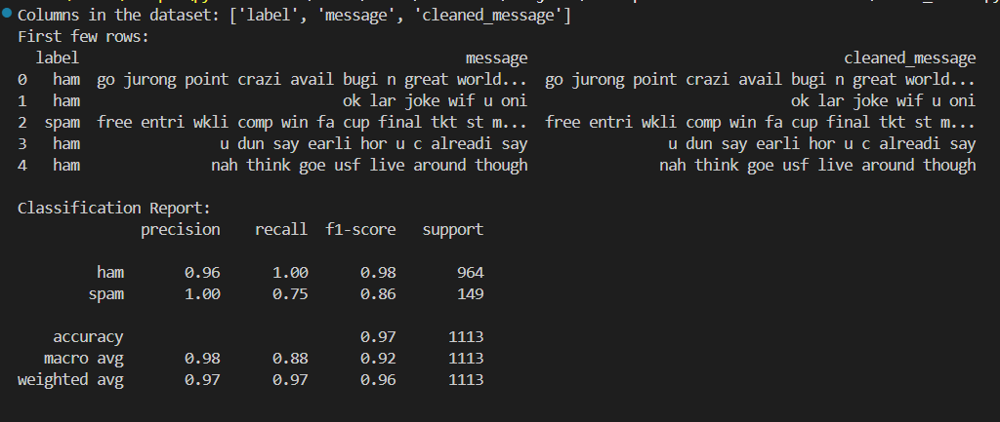 Columns in the dataset: ['label', 'message', 'cleaned_message']
First few rows:
label message cleaned_message
0 ham go jurong point crazi avail bugi n great world... go jurong point crazi avail bugi n great world...
1 ham ok lar joke wif u oni ok lar joke wif u oni
2 spam free entri wkli comp win fa cup final tkt st m... free entri wkli comp win fa cup final tkt st m...
3 ham u dun say earli hor u c alreadi say u dun say earli hor u c alreadi say
4 ham nah think goe usf live around though nah think goe usf live around though
Classification Report:
precision recall f1-score support
ham 0.96 1.00 0.98 964
spam 1.00 0.75 0.86 149
accuracy 0.97 1113
macro avg 0.98 0.88 0.92 1113
weighted avg 0.97 0.97 0.96 1113